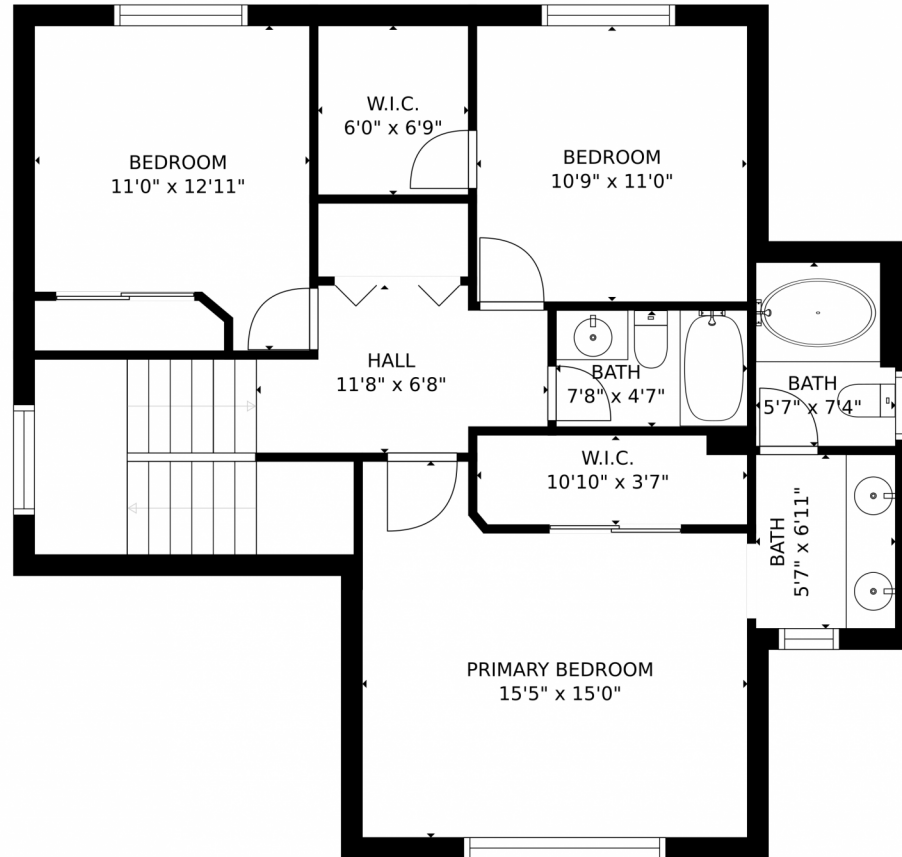 BEDROOM
11'0" x 12'11"
W.I.C.
6'0" x 6'9"
BEDROOM
10'9" x 11'0"
HALL
11'8" x 6'8"
BATH
7'8" x 4'7"
BATH
5'7" x 7'4"
W.I.C.
10'10" x 3'7"
BATH
5'7" x 6'11"
PRIMARY BEDROOM
15'5" x 15'0"